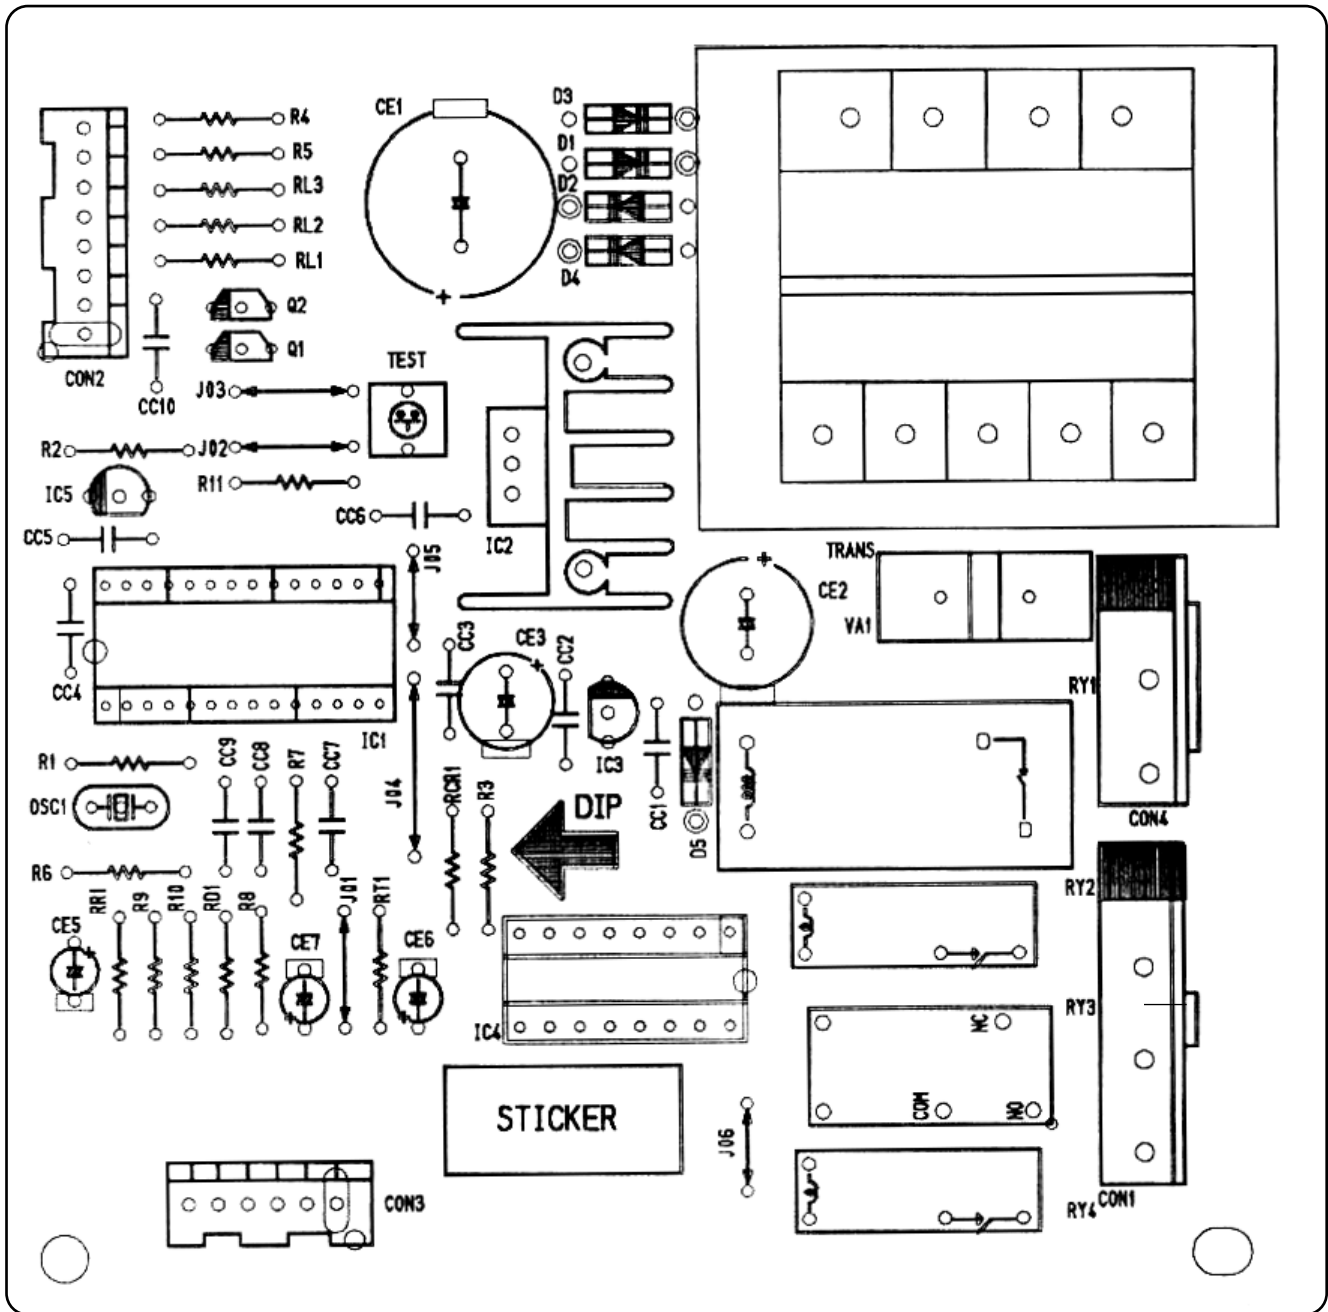 D3
CE1
R4
D1
R5
D2
RL3
RL2
RL1
D4
Q2
Q1
TEST
CON2
J03
CC10
R2
J02
R11
IC5
CC6
CC5
IC2
J05
TRANS
CE2
VA1
CC3
CE3
CC2
CC4
RY1
IC1
R1
CC9
CC8
R7
CC7
IC3
J04
RCR1
R3
DIP
OSC1
CC1
CON4
D5
R6
RY2
RR1
R9
R10
RD1
R8
J01
RT1
CE5
CE7
CE6
IC4
NC
RY3
COM
NO
STICKER
J06
CON3
RY4
CON1